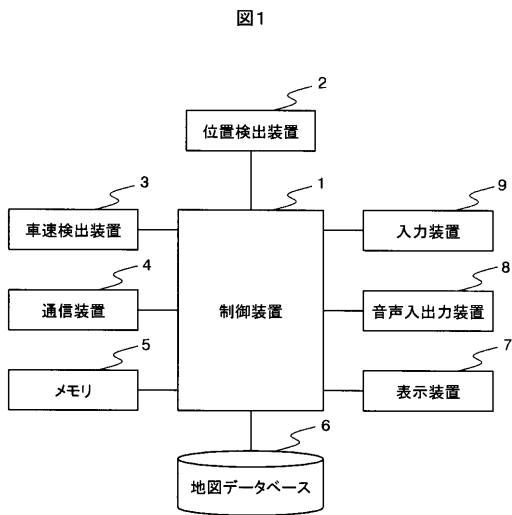 図1
2
位置検出装置
3
1
9
車速検出装置
入力装置
4
8
通信装置
制御装置
音声入出力装置
5
7
メモリ
表示装置
6
地図データベース